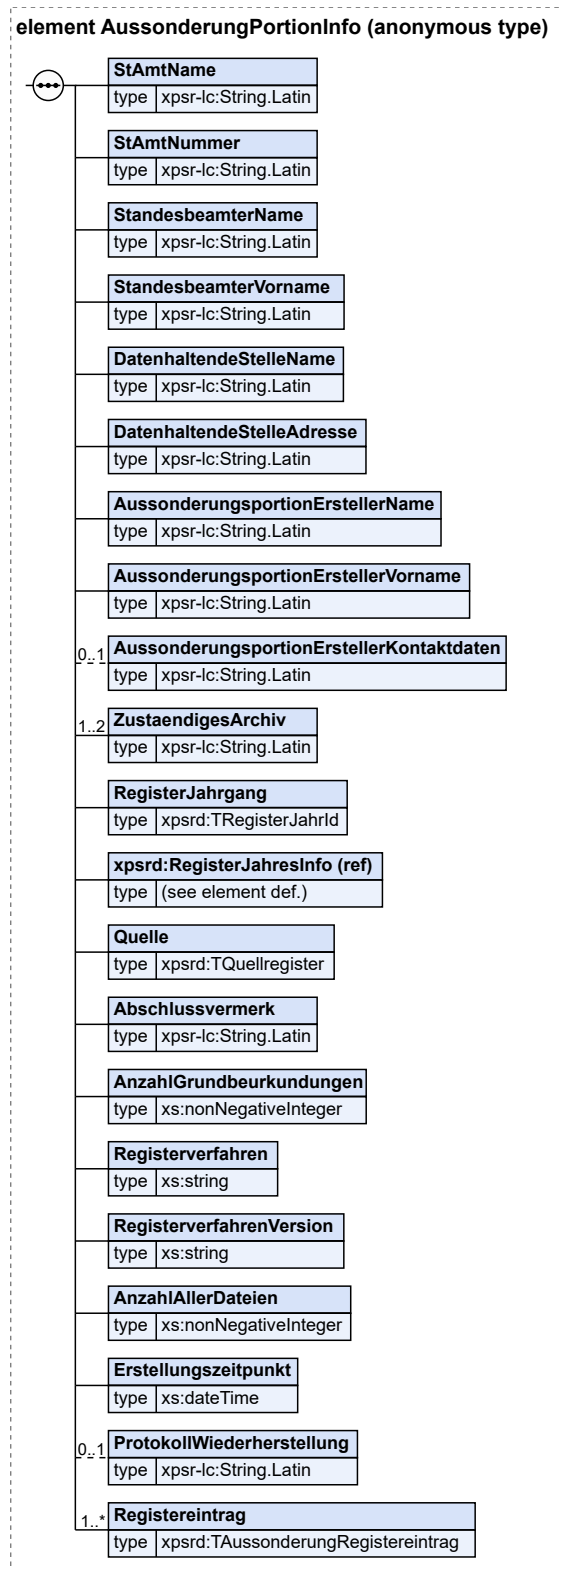 element AussonderungPortionInfo (anonymous type)
StAmtName
type xpsr-lc:String.Latin
StAmtNummer
type xpsr-lc:String.Latin
StandesbeamterName
type xpsr-lc:String.Latin
StandesbeamterVorname
type xpsr-lc:String.Latin
DatenhaltendeStelleName
type xpsr-lc:String.Latin
DatenhaltendeStelleAdresse
type xpsr-lc:String.Latin
AussonderungsportionErstellerName
type xpsr-lc:String.Latin
AussonderungsportionErstellerVorname
type xpsr-lc:String.Latin
0..1 AussonderungsportionErstellerKontaktdaten
type xpsr-lc:String.Latin
1..2 ZustaendigesArchiv
type xpsr-lc:String.Latin
RegisterJahrgang
type xpsrd:TRegisterJahrId
xpsrd:RegisterJahresInfo (ref)
type (see element def.)
Quelle
type xpsrd:TQuellregister
Abschlussvermerk
type xpsr-lc:String.Latin
AnzahlGrundbeurkundungen
type xs:nonNegativeInteger
Registerverfahren
type xs:string
RegisterverfahrenVersion
type xs:string
AnzahlAllerDateien
type xs:nonNegativeInteger
Erstellungszeitpunkt
type xs:dateTime
0..1 ProtokollWiederherstellung
type xpsr-lc:String.Latin
1..* Registereintrag
type xpsrd:TAussonderungRegistereintrag